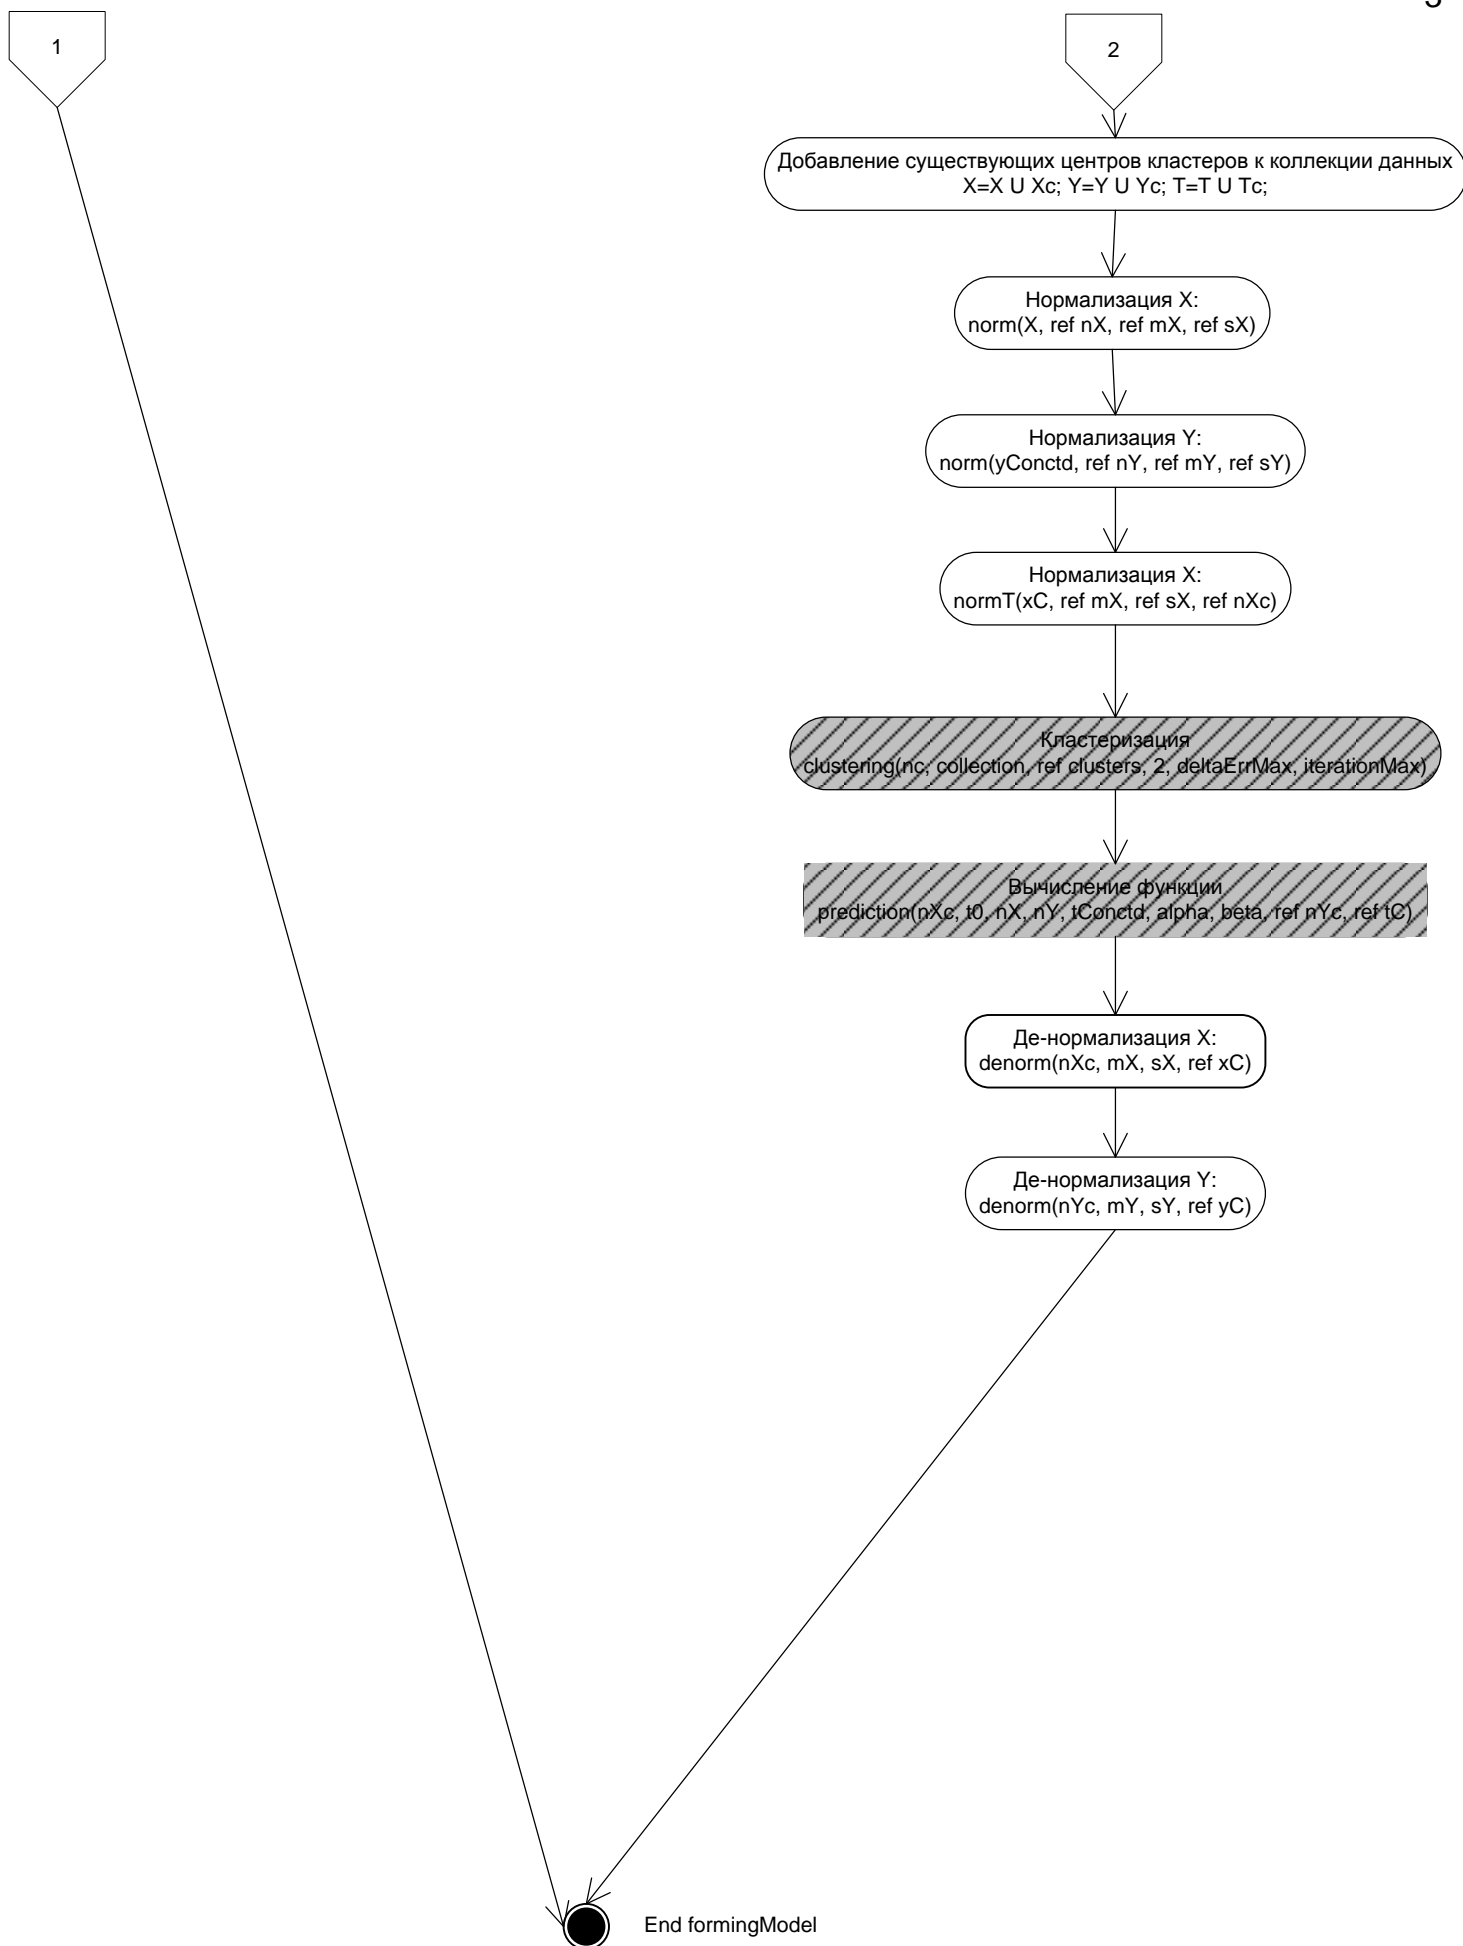 1
2
Добавление существующих центров кластеров к коллекции данных
X=X U Xc; Y=Y U Yc; T=T U Tc;
Нормализация X:
norm(X, ref nX, ref mX, ref sX)
Нормализация Y:
norm(yConctd, ref nY, ref mY, ref sY)
Нормализация X:
normT(xC, ref mX, ref sX, ref nXc)
Кластеризация
clustering(nc, collection, ref clusters, 2, deltaErrMax, iterationMax)
Вычисление функции
prediction(nXc, t0, nX, nY, tConctd, alpha, beta, ref nYc, ref tC)
Де-нормализация X:
denorm(nXc, mX, sX, ref xC)
Де-нормализация Y:
denorm(nYc, mY, sY, ref yC)
End formingModel